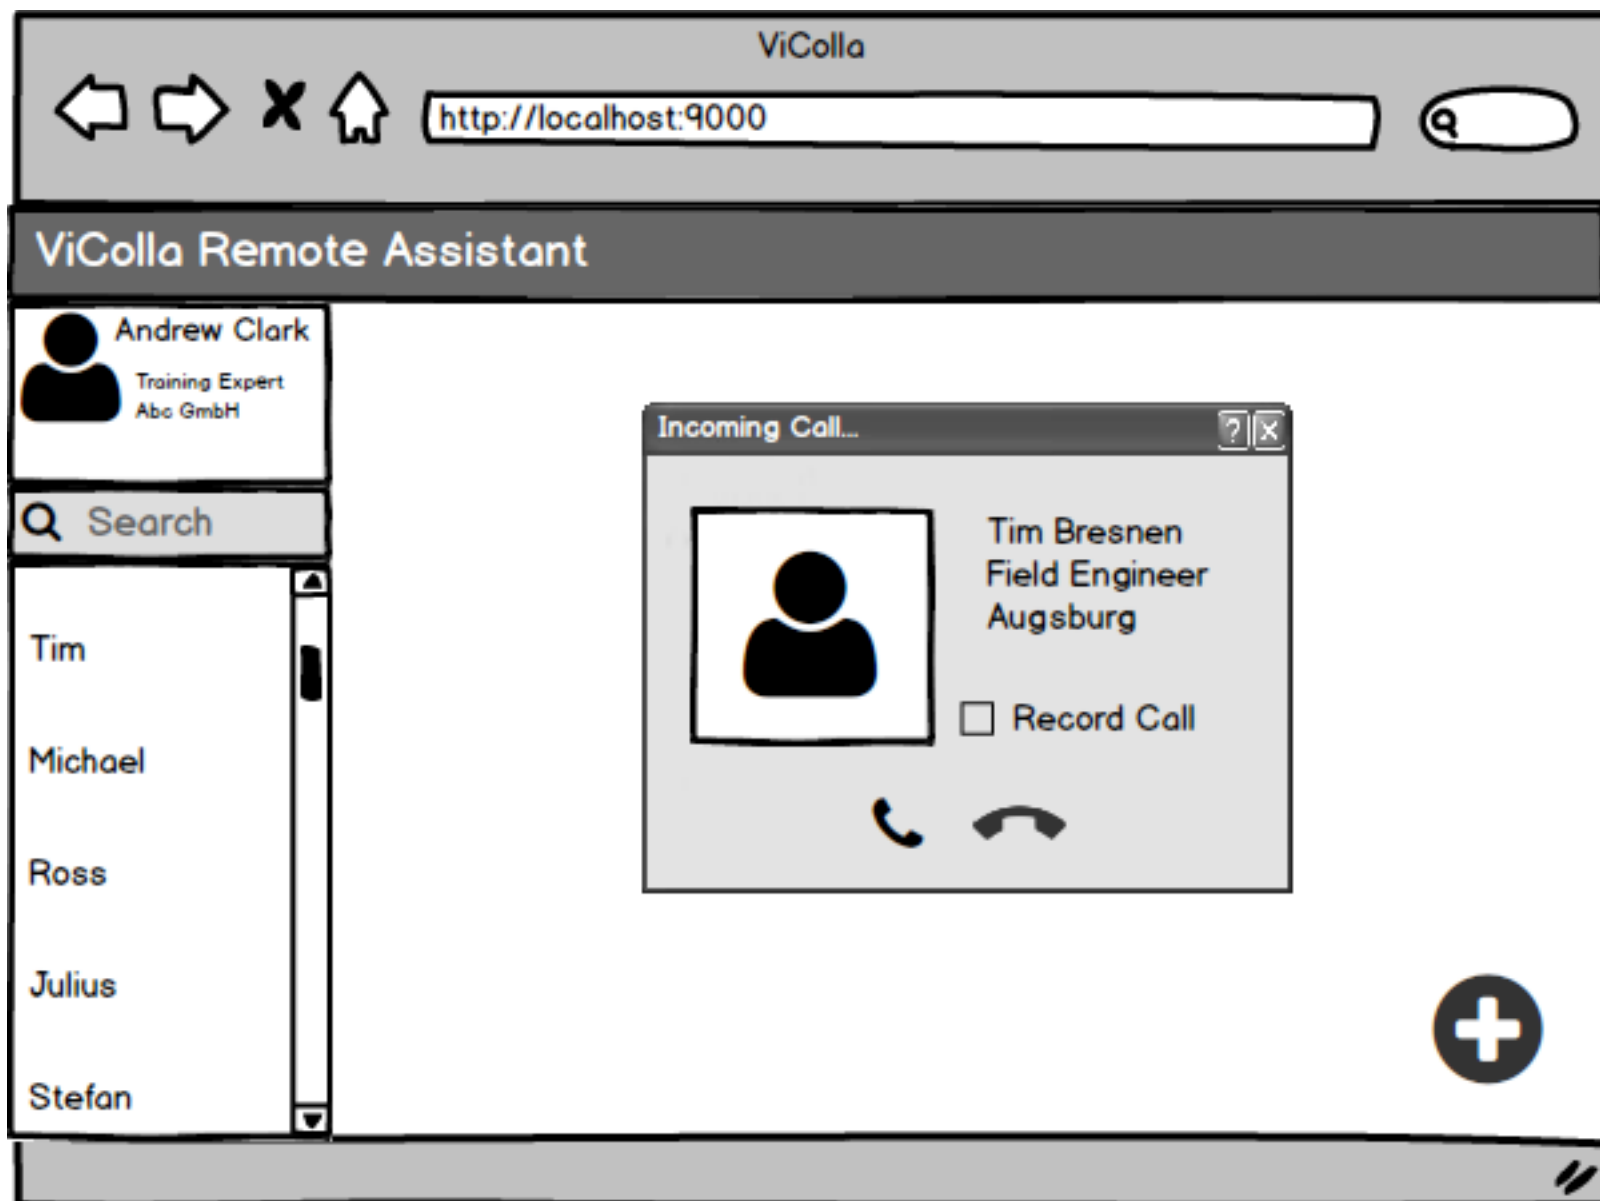 ViColla
http://localhost:9000
ViColla Remote Assistant
Andrew Clark
Training Expert
Abc GmbH
Search
Tim
Michael
Ross
Julius
Stefan
Incoming Call...
?
Tim Bresnen
Field Engineer
Augsburg
Record Call